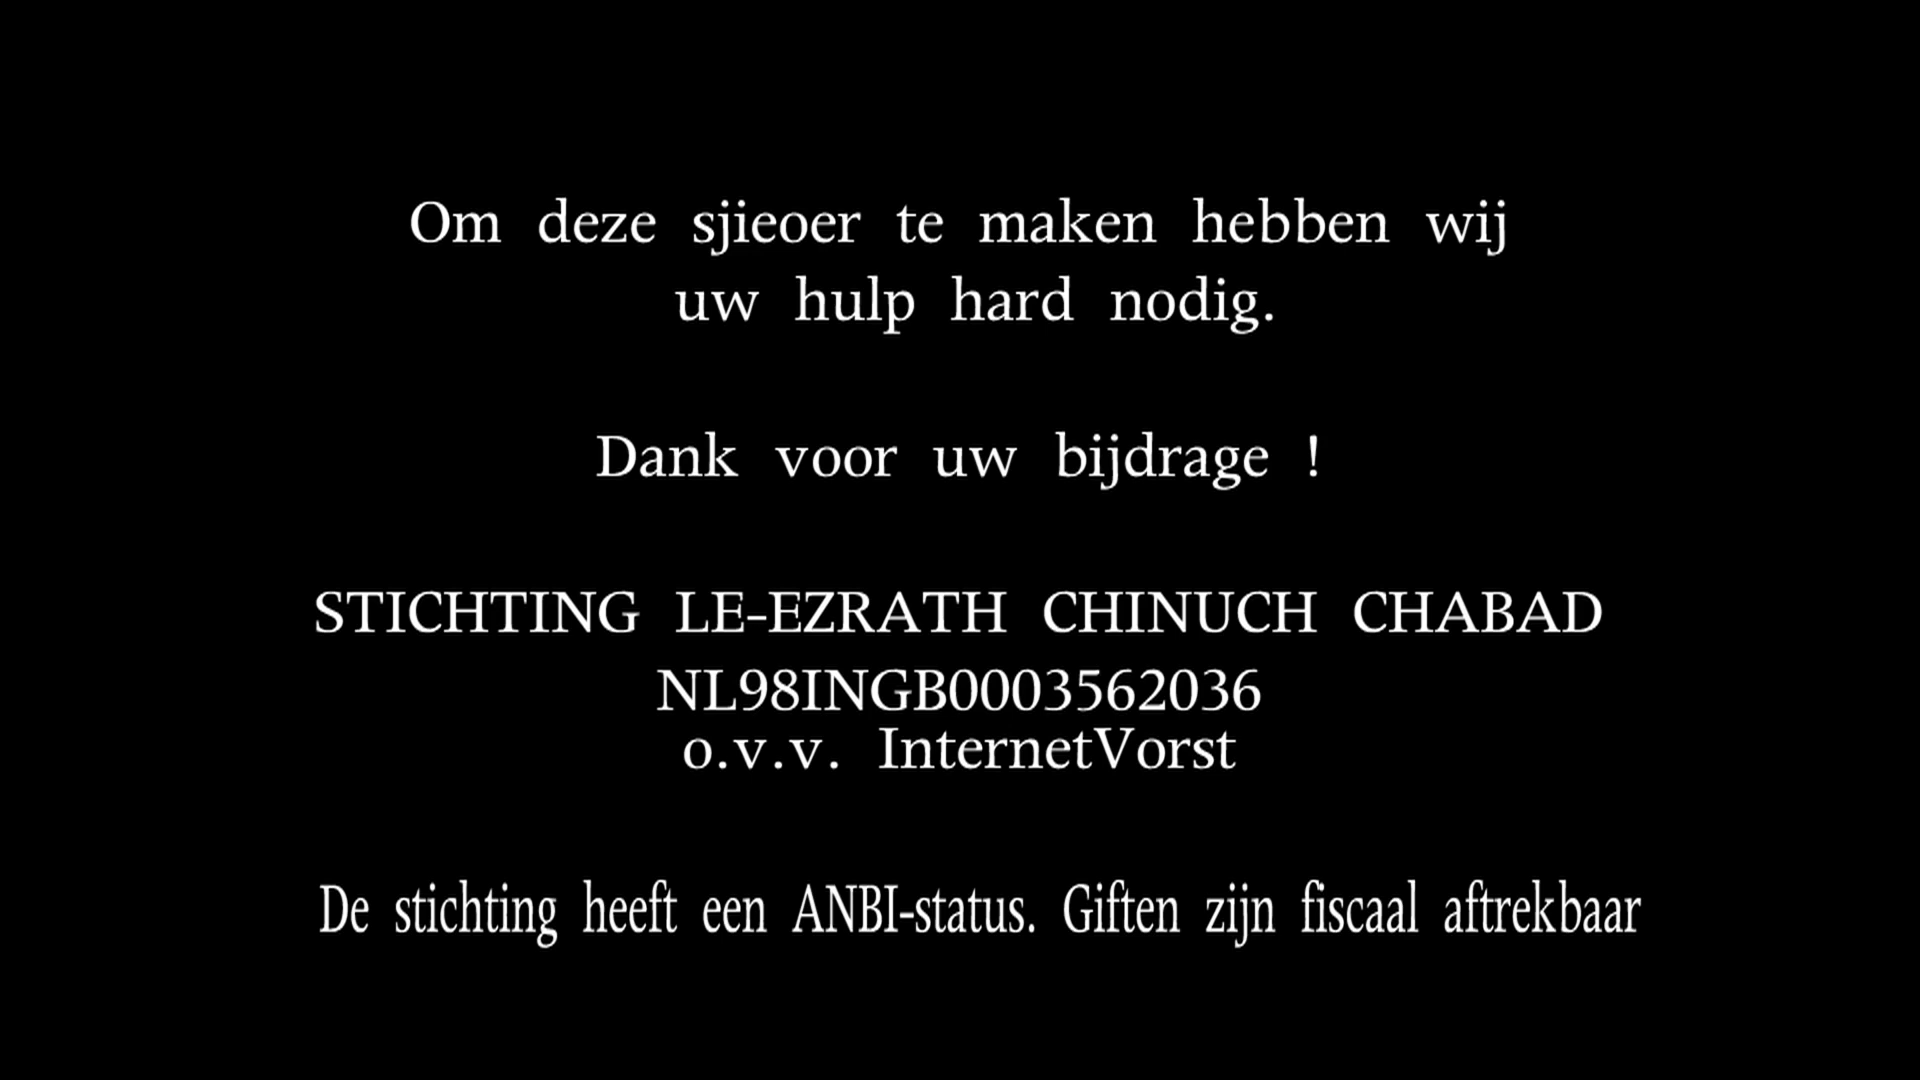 Om deze sjieoer te maken hebben wij
uw hulp hard nodig.
Dank voor uw bijdrage !
STICHTING LE-EZRATH CHINUCH CHABAD
NL98INGB0003562036
o.v.v. InternetVorst
De stichting heeft een ANBI-status. Giften zijn fiscaal aftrekbaar